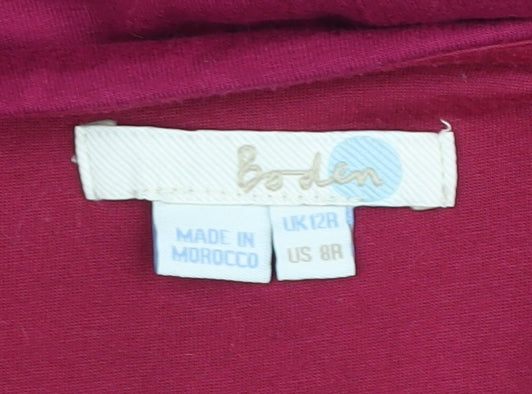 Boden
MADE IN
MOROCCO
UK12R
US 8R